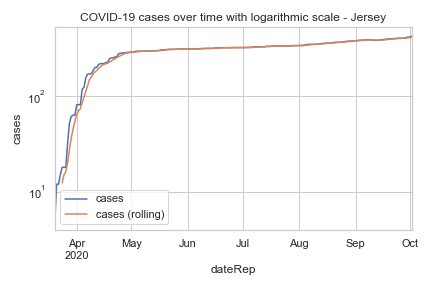 COVID-19 cases over time with logarithmic scale - Jersey
cases
10²
10¹
cases
cases (rolling)
Apr May Jun Jul Aug Sep Oct
2020
dateRep